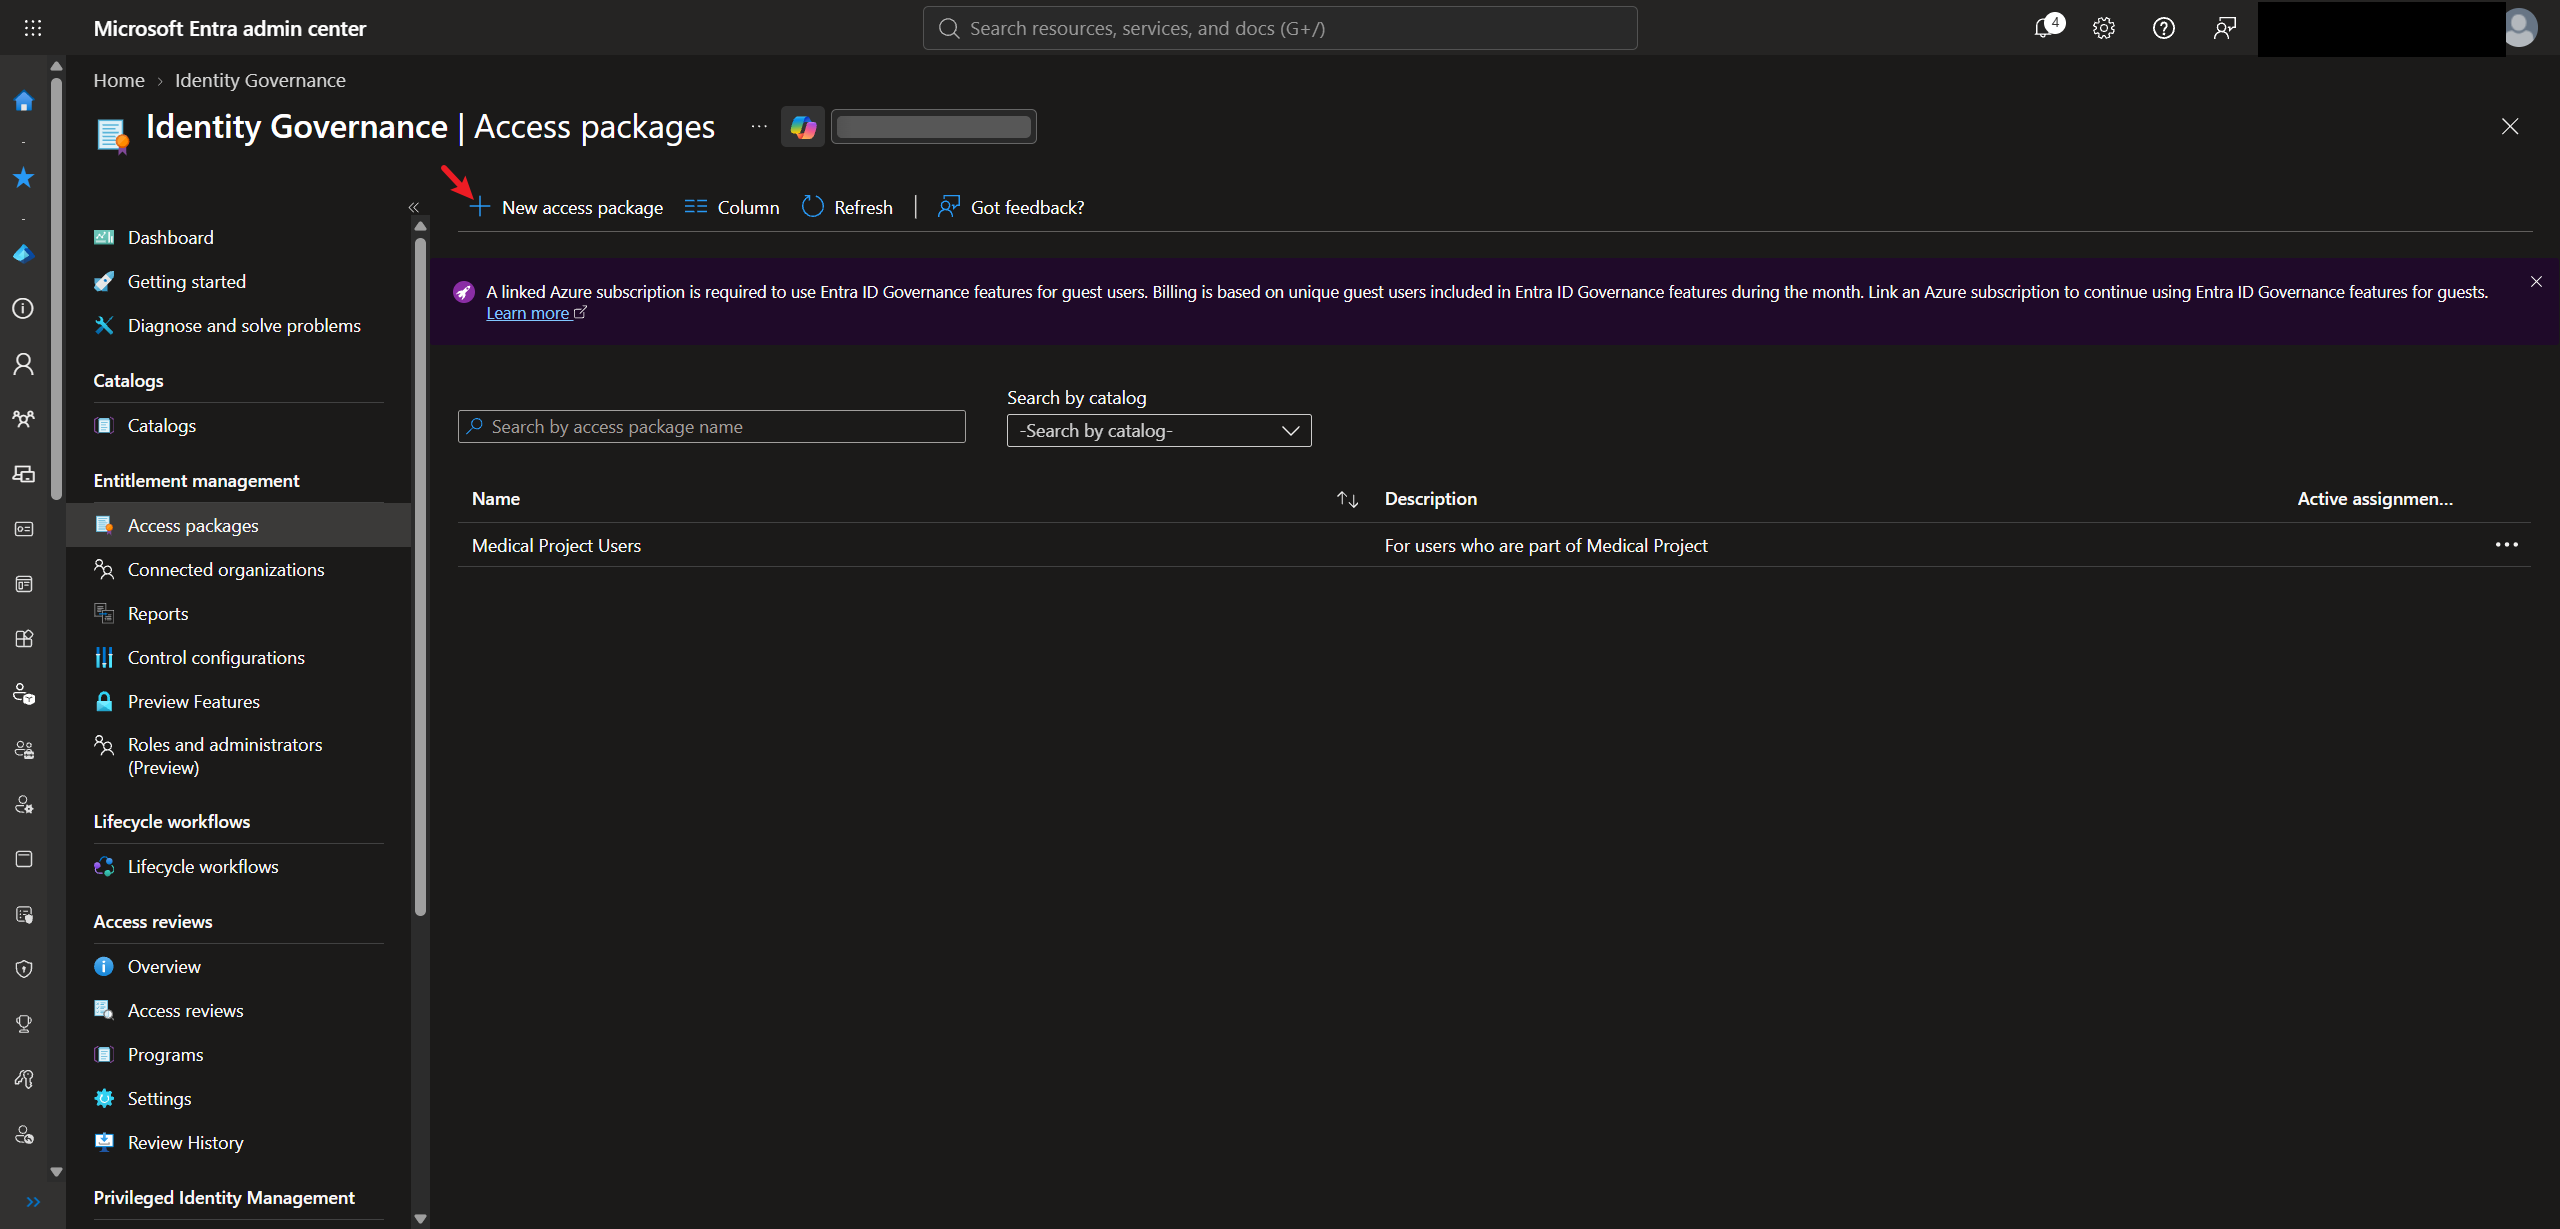 Microsoft Entra admin center
Search resources, services, and docs (G+/)
4
Home › Identity Governance
Identity Governance | Access packages
New access package
Column
Refresh
Got feedback?
Dashboard
Getting started
Diagnose and solve problems
Catalogs
Catalogs
Entitlement management
Access packages
Connected organizations
Reports
Control configurations
Preview Features
Roles and administrators
(Preview)
Lifecycle workflows
Lifecycle workflows
Access reviews
Overview
Access reviews
Programs
Settings
Review History
Privileged Identity Management
A linked Azure subscription is required to use Entra ID Governance features for guest users. Billing is based on unique guest users included in Entra ID Governance features during the month. Link an Azure subscription to continue using Entra ID Governance features for guests.
Learn more
Search by catalog
Search by access package name
-Search by catalog-
Name
Description
Active assignmen...
Medical Project Users
For users who are part of Medical Project